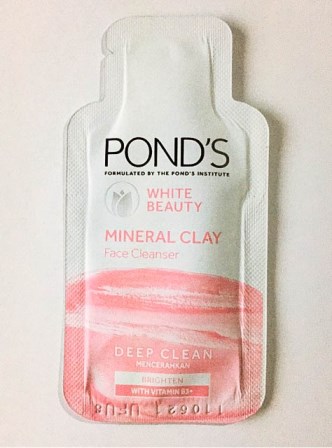 POND'S
FORMULATED BY THE POND'S INSTITUTE
WHITE
BEAUTY
MINERAL CLAY
Face Cleanser
DEEP CLEAN
MENCERAHKAN
BRIGHTEN
WITH VITAMIN B3+
110621